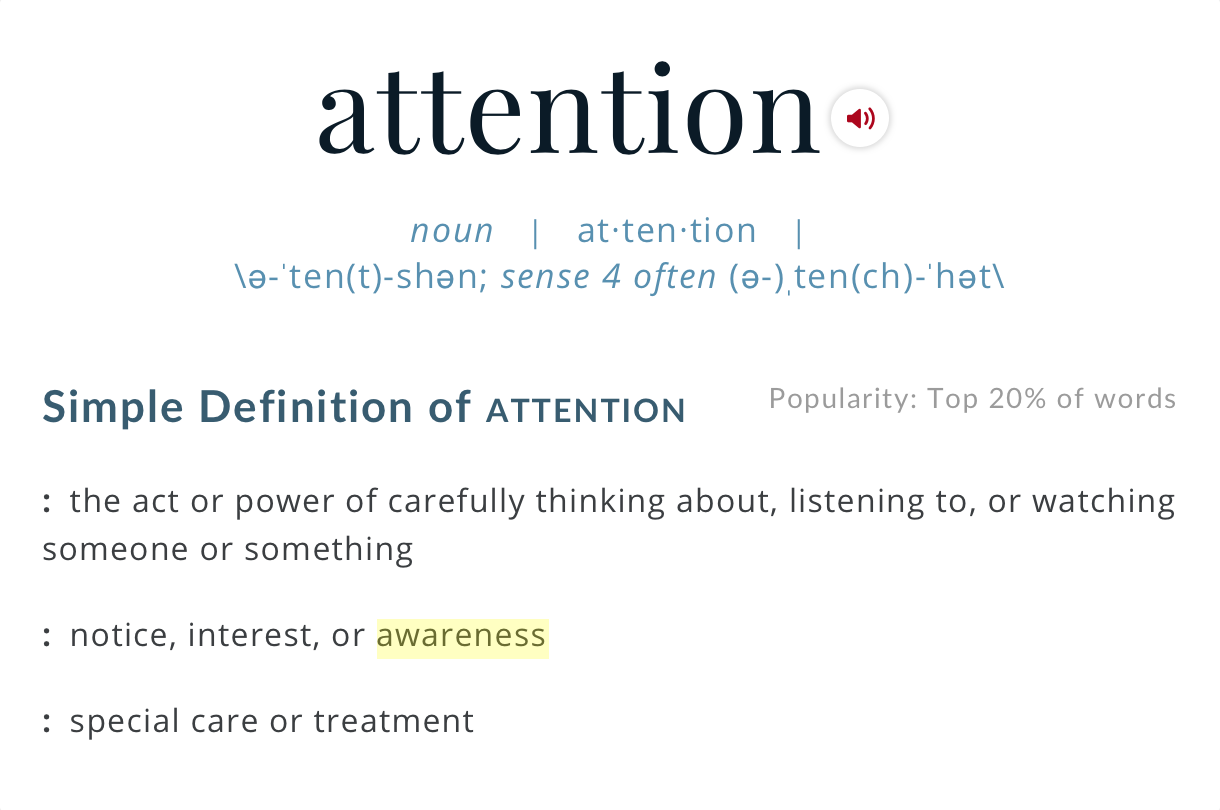 attention
noun | at·ten·tion |
\ə-ˈten(t)-shən; sense 4 often (ə-)ˌten(ch)-ˈhət\
Simple Definition of ATTENTION
Popularity: Top 20% of words
: the act or power of carefully thinking about, listening to, or watching
someone or something
: notice, interest, or awareness
: special care or treatment